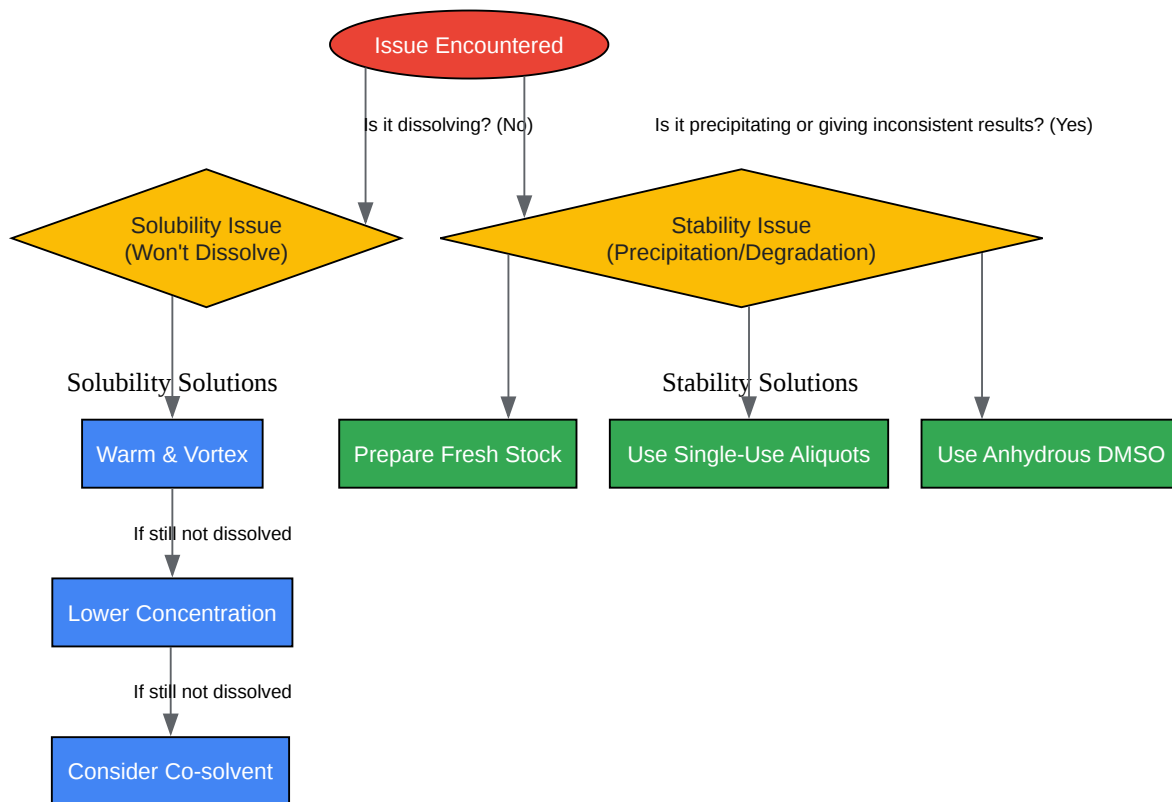 Issue Encountered
Is it dissolving? (No)
Is it precipitating or giving inconsistent results? (Yes)
Solubility Issue
(Won't Dissolve)
Stability Issue
(Precipitation/Degradation)
Solubility Solutions
Stability Solutions
Warm & Vortex
Prepare Fresh Stock
Use Single-Use Aliquots
Use Anhydrous DMSO
If still not dissolved
Lower Concentration
If still not dissolved
Consider Co-solvent